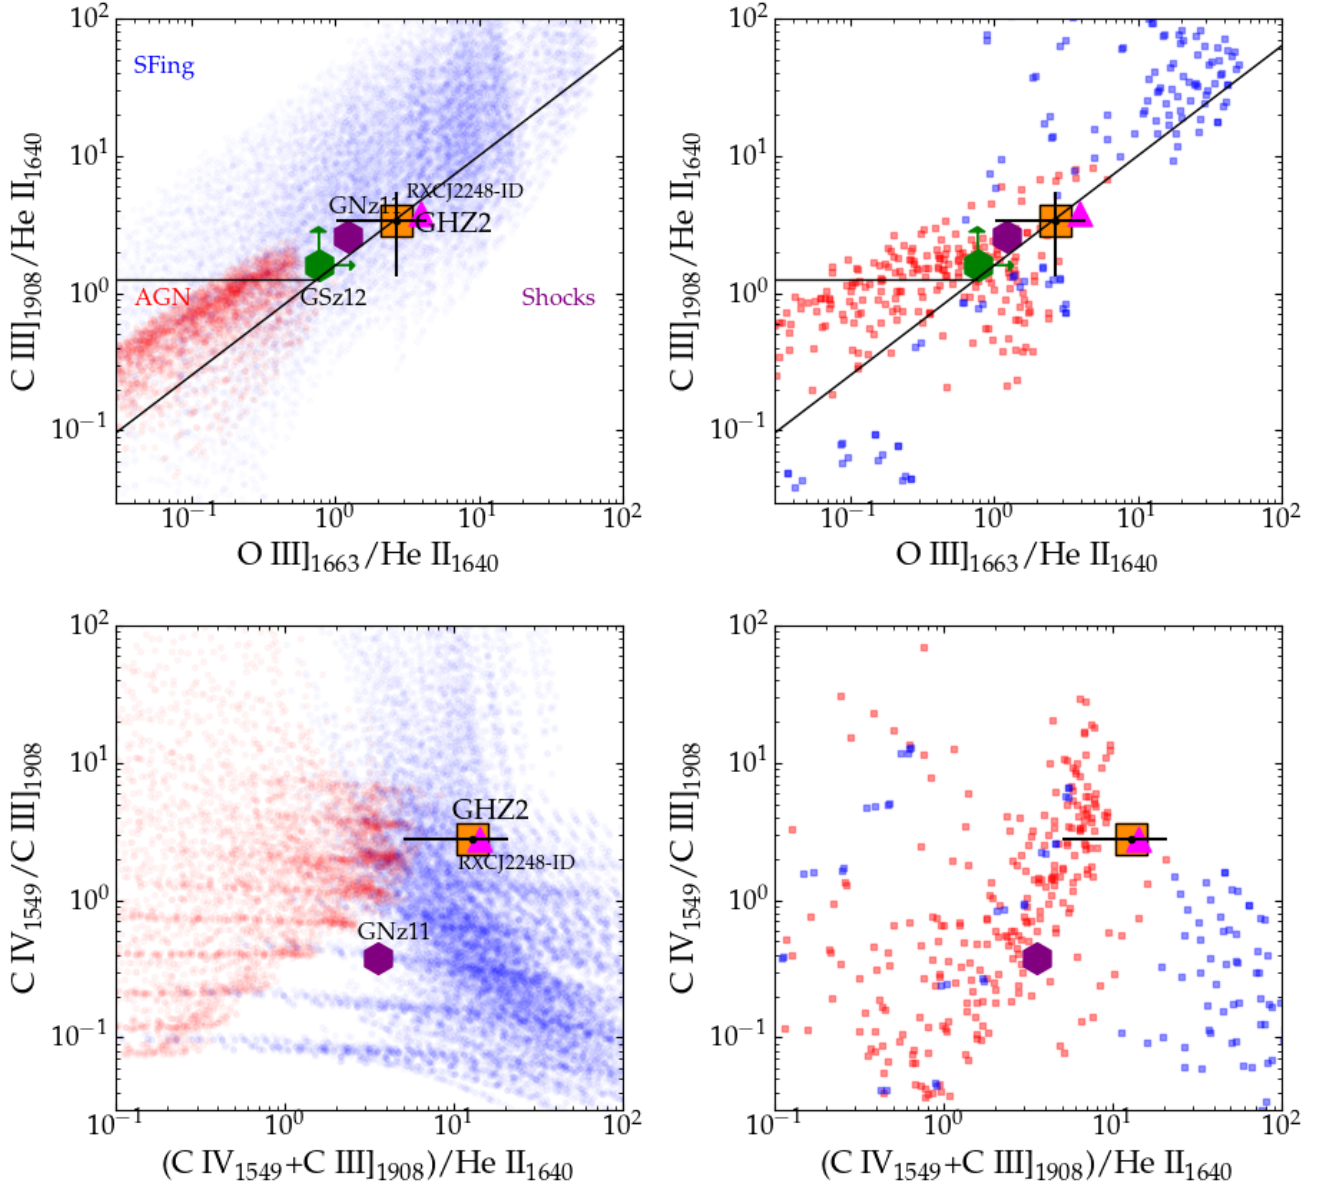 10²
SFing
10¹
C III]₁₉₀₈/He II₁₆₄₀
RXCJ2248-ID
GNz11
GHZ2
10⁰
AGN
GSz12
Shocks
10⁻¹
10⁻¹ 10⁰ 10¹ 10²
O III]₁₆₆₃/He II₁₆₄₀
10²
10¹
C III]₁₉₀₈/He II₁₆₄₀
10⁰
10⁻¹
10⁻¹ 10⁰ 10¹ 10²
O III]₁₆₆₃/He II₁₆₄₀
10²
10¹
C IV₁₅₄₉/C III]₁₉₀₈
GHZ2
RXCJ2248-ID
10⁰
GNz11
10⁻¹
10⁻¹ 10⁰ 10¹ 10²
(C IV₁₅₄₉+C III]₁₉₀₈)/He II₁₆₄₀
10²
10¹
C IV₁₅₄₉/C III]₁₉₀₈
10⁰
10⁻¹
10⁻¹ 10⁰ 10¹ 10²
(C IV₁₅₄₉+C III]₁₉₀₈)/He II₁₆₄₀